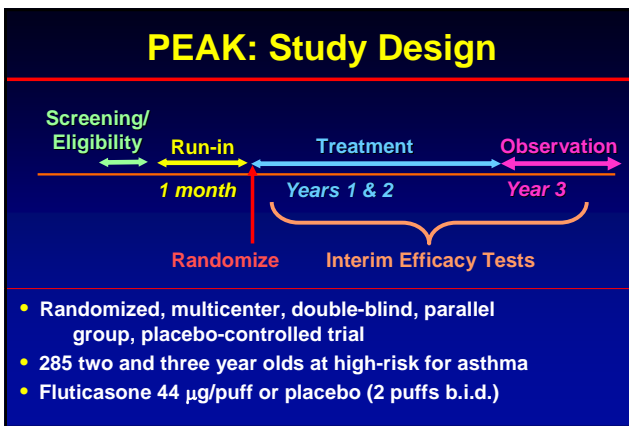 PEAK: Study Design
Screening/
Eligibility
Run-in
Treatment
Observation
1 month
Years 1 & 2
Year 3
Randomize
Interim Efficacy Tests
• Randomized, multicenter, double-blind, parallel
group, placebo-controlled trial
• 285 two and three year olds at high-risk for asthma
• Fluticasone 44 μg/puff or placebo (2 puffs b.i.d.)